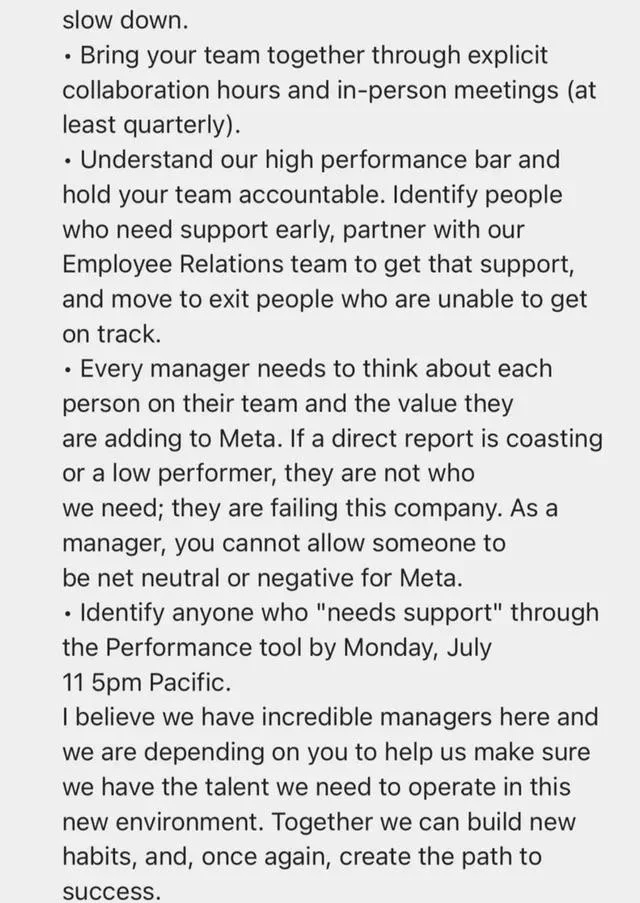 slow down.
• Bring your team together through explicit
collaboration hours and in-person meetings (at
least quarterly).
• Understand our high performance bar and
hold your team accountable. Identify people
who need support early, partner with our
Employee Relations team to get that support,
and move to exit people who are unable to get
on track.
• Every manager needs to think about each
person on their team and the value they
are adding to Meta. If a direct report is coasting
or a low performer, they are not who
we need; they are failing this company. As a
manager, you cannot allow someone to
be net neutral or negative for Meta.
• Identify anyone who "needs support" through
the Performance tool by Monday, July
11 5pm Pacific.
I believe we have incredible managers here and
we are depending on you to help us make sure
we have the talent we need to operate in this
new environment. Together we can build new
habits, and, once again, create the path to
success.